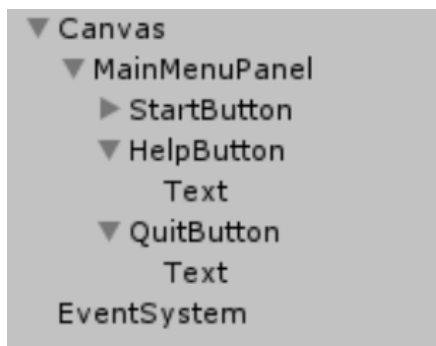 Canvas
MainMenuPanel
StartButton
HelpButton
Text
QuitButton
Text
EventSystem